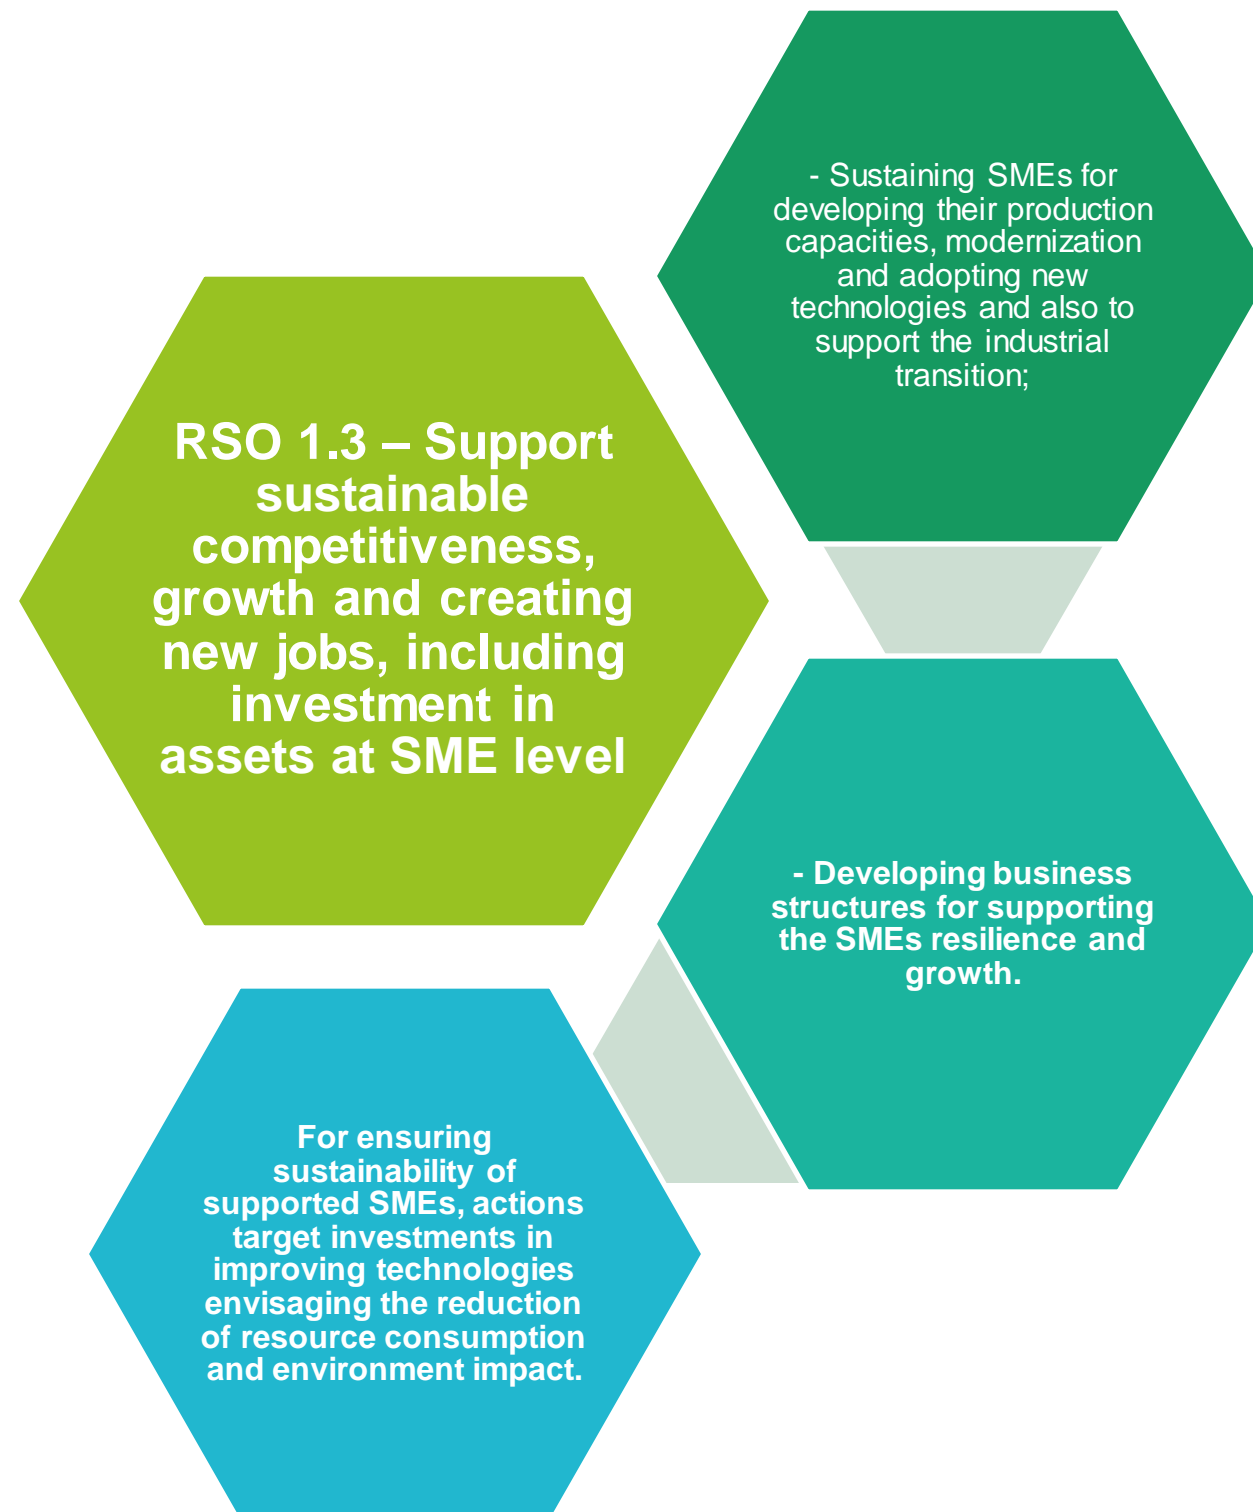 RSO 1.3 – Support
sustainable
competitiveness,
growth and creating
new jobs, including
investment in
assets at SME level
- Sustaining SMEs for
developing their production
capacities, modernization
and adopting new
technologies and also to
support the industrial
transition;
- Developing business
structures for supporting
the SMEs resilience and
growth.
For ensuring
sustainability of
supported SMEs, actions
target investments in
improving technologies
envisaging the reduction
of resource consumption
and environment impact.